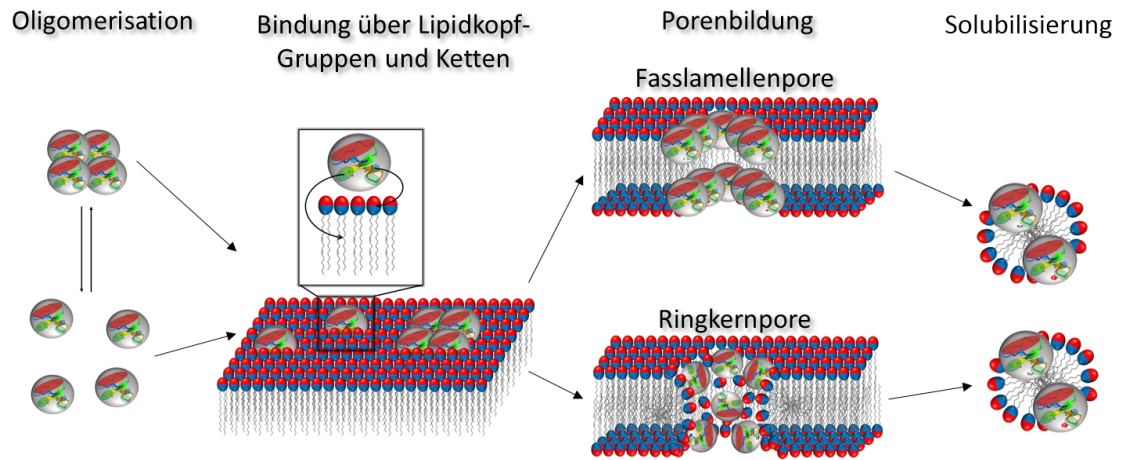 Oligomerisation
Bindung über Lipidkopf-
Gruppen und Ketten
Porenbildung
Solubilisierung
Fasslamellenpore
Ringkernpore